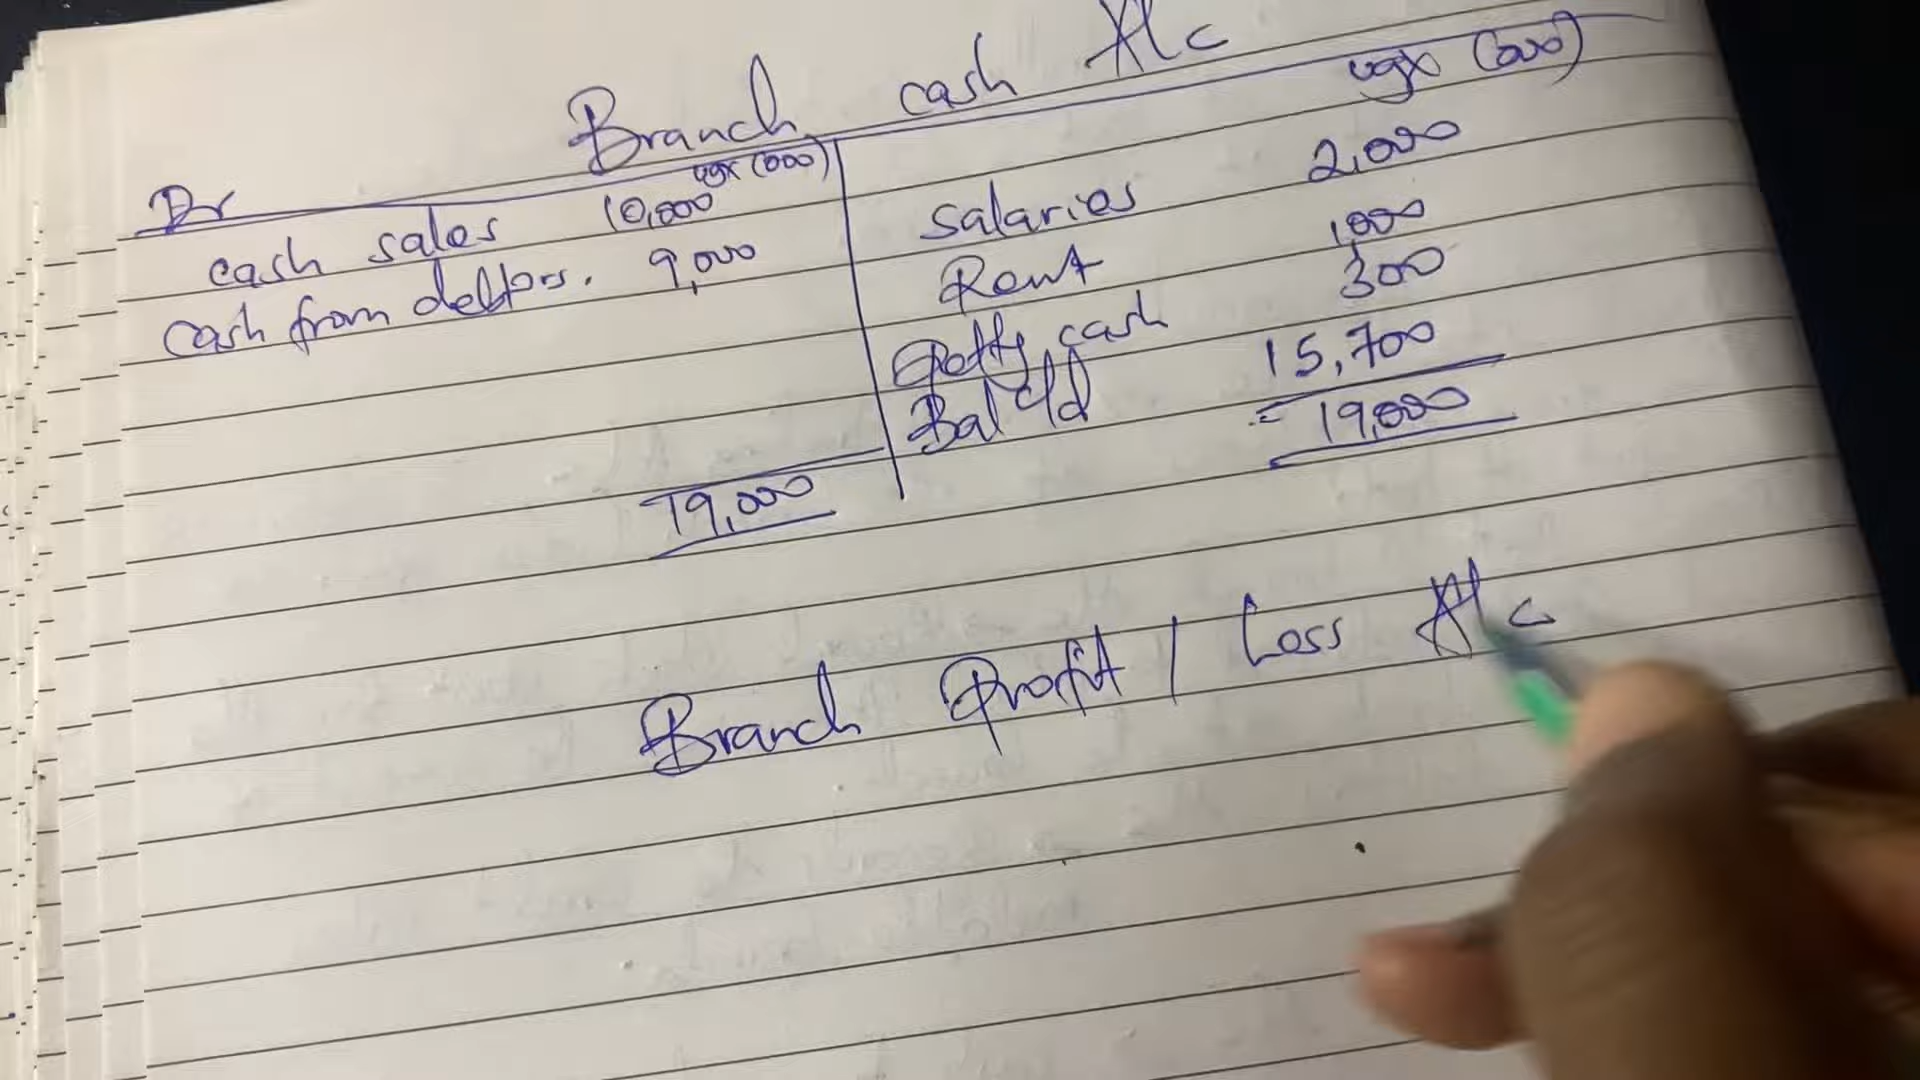 Branch cash A/c
Dr ugx (000) ugx (000)
cash sales 10,000 Salaries 2,000
cash from debtors. 9,000 Rent 1,000
Petty cash 300
Bal c/d 15,700
19,000 19,000
Branch Profit / Loss A/c